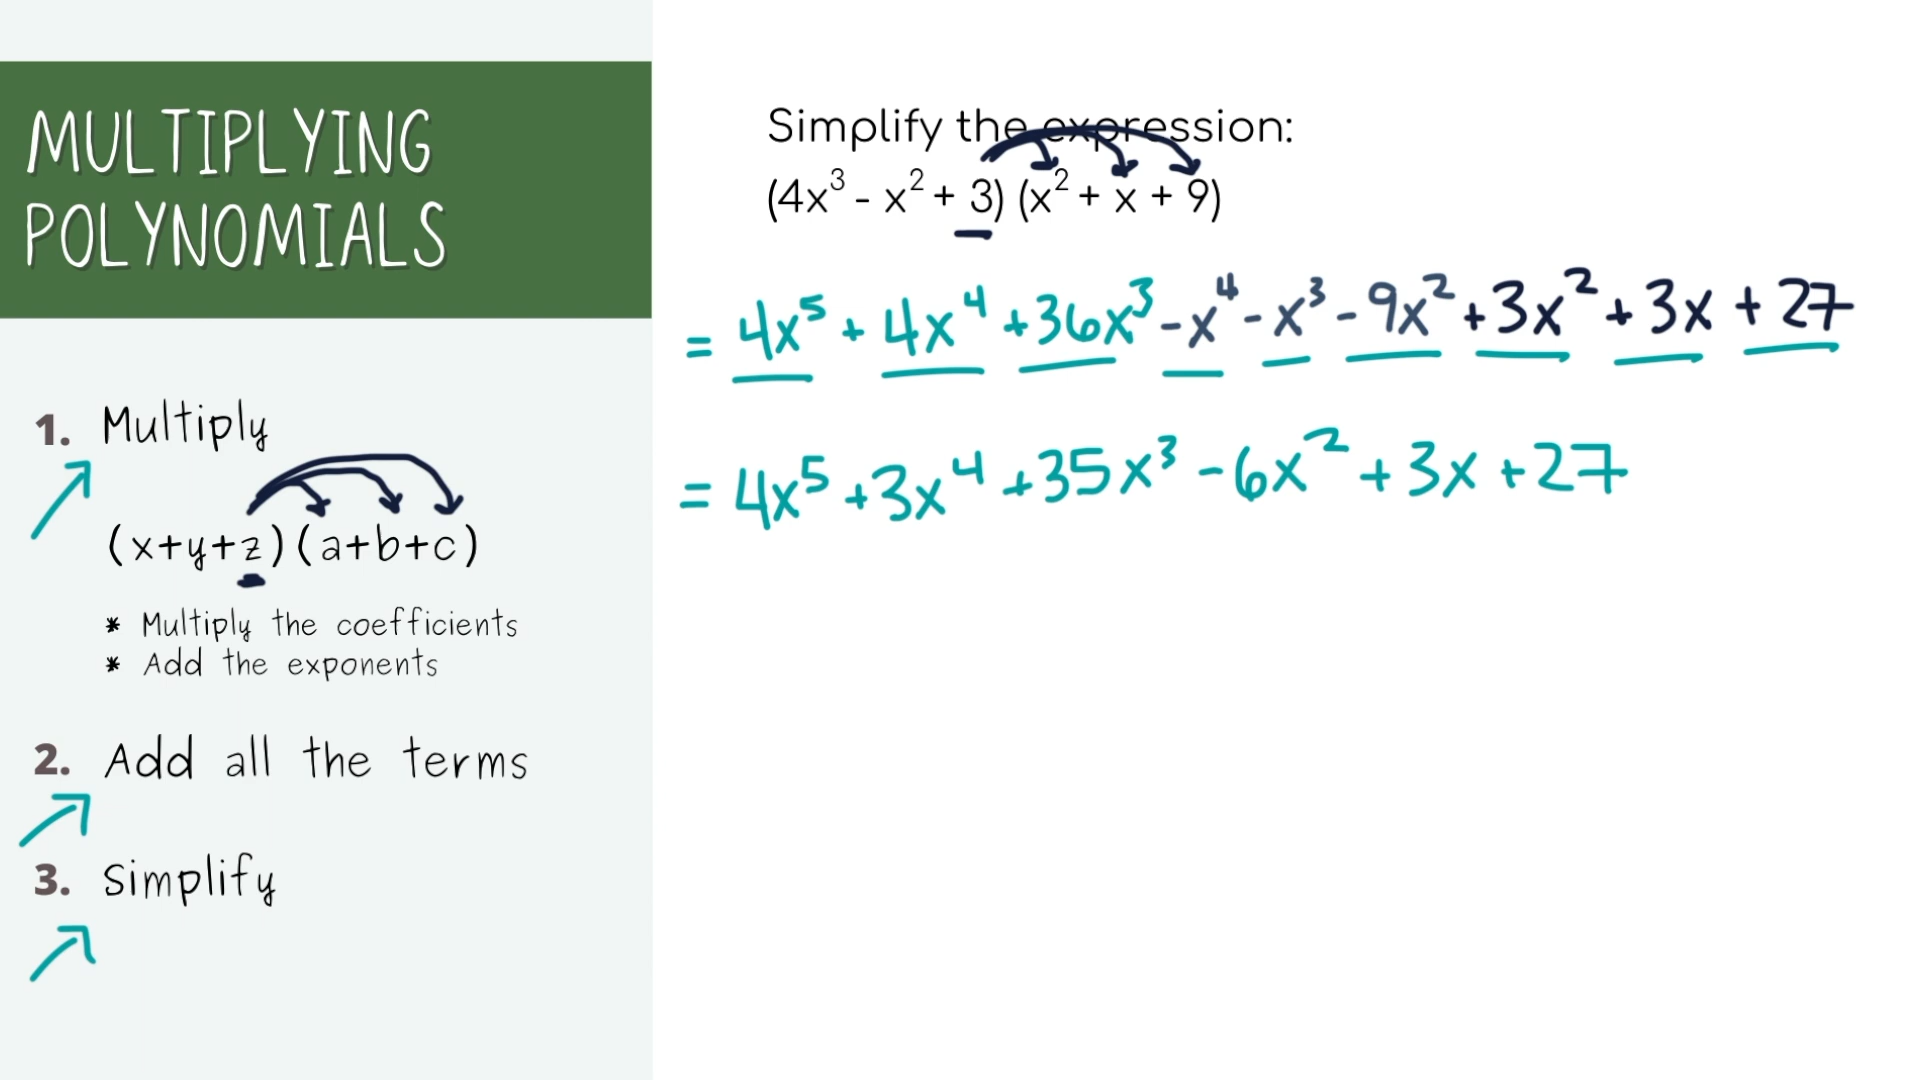 MULTIPLYING
POLYNOMIALS
1. Multiply
(x+y+z)(a+b+c)
* Multiply the coefficients
* Add the exponents
2. Add all the terms
3. Simplify
Simplify the expression:
(4x³ - x² + 3) (x² + x + 9)
= 4x⁵ + 4x⁴ + 36x³ - x⁴ - x³ - 9x² + 3x² + 3x + 27
= 4x⁵ + 3x⁴ + 35x³ - 6x² + 3x + 27